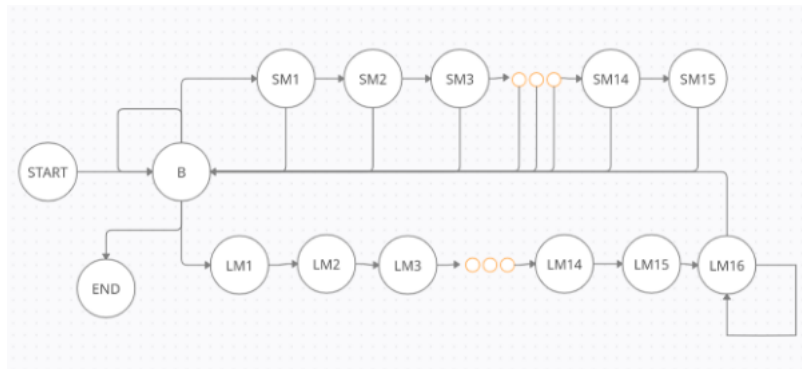 SM1 SM2 SM3 SM14 SM15
START B
LM1 LM2 LM3 LM14 LM15 LM16
END